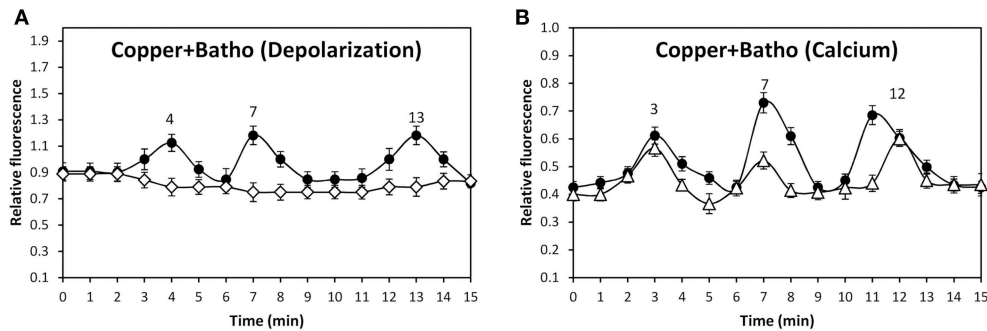 A
Copper+Batho (Depolarization)
Relative fluorescence
1.9
1.7
1.5
1.3
1.1
0.9
0.7
0.5
0.3
0.1
4
7
13
0 1 2 3 4 5 6 7 8 9 10 11 12 13 14 15
Time (min)
B
Copper+Batho (Calcium)
Relative fluorescence
1.0
0.9
0.8
0.7
0.6
0.5
0.4
0.3
0.2
0.1
3
7
12
0 1 2 3 4 5 6 7 8 9 10 11 12 13 14 15
Time (min)